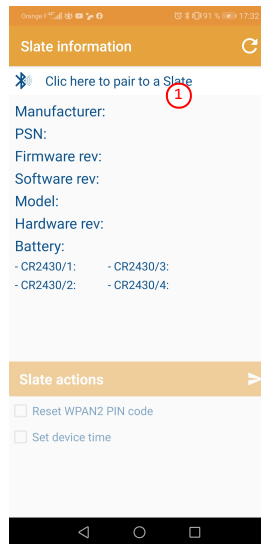 Orange F 91 % 17:32
Slate information
Clic here to pair to a Slate
1
Manufacturer:
PSN:
Firmware rev:
Software rev:
Model:
Hardware rev:
Battery:
- CR2430/1: - CR2430/3:
- CR2430/2: - CR2430/4:
Slate actions
Reset WPAN2 PIN code
Set device time